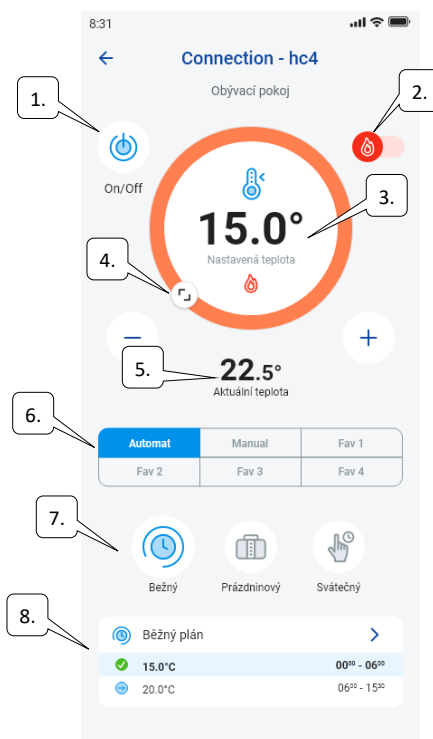 8:31
Connection - hc4
Obývací pokoj
1.
2.
On/Off
3.
15.0°
Nastavená teplota
4.
5.
22.5°
Aktuální teplota
6.
Automat Manual Fav 1
Fav 2 Fav 3 Fav 4
7.
Bežný Prázdninový Svátečný
8.
Běžný plán
15.0°C 00⁰⁰ - 06⁰⁰
20.0°C 06⁰⁰ - 15³⁰